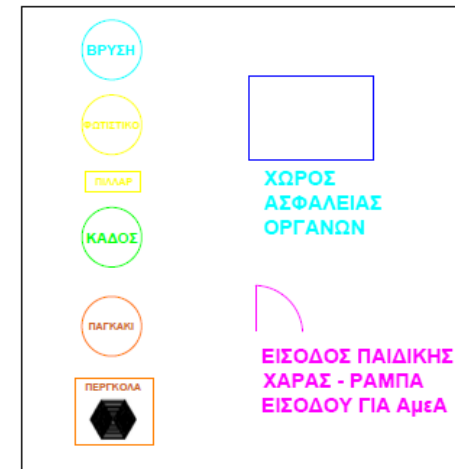 ΒΡΥΣΗ
ΦΩΤΙΣΤΙΚΟ
ΠΙΛΛΑΡ
ΚΑΔΟΣ
ΠΑΓΚΑΚΙ
ΠΕΡΓΚΟΛΑ
ΧΩΡΟΣ
ΑΣΦΑΛΕΙΑΣ
ΟΡΓΑΝΩΝ
ΕΙΣΟΔΟΣ ΠΑΙΔΙΚΗΣ
ΧΑΡΑΣ - ΡΑΜΠΑ
ΕΙΣΟΔΟΥ ΓΙΑ ΑμεΑ